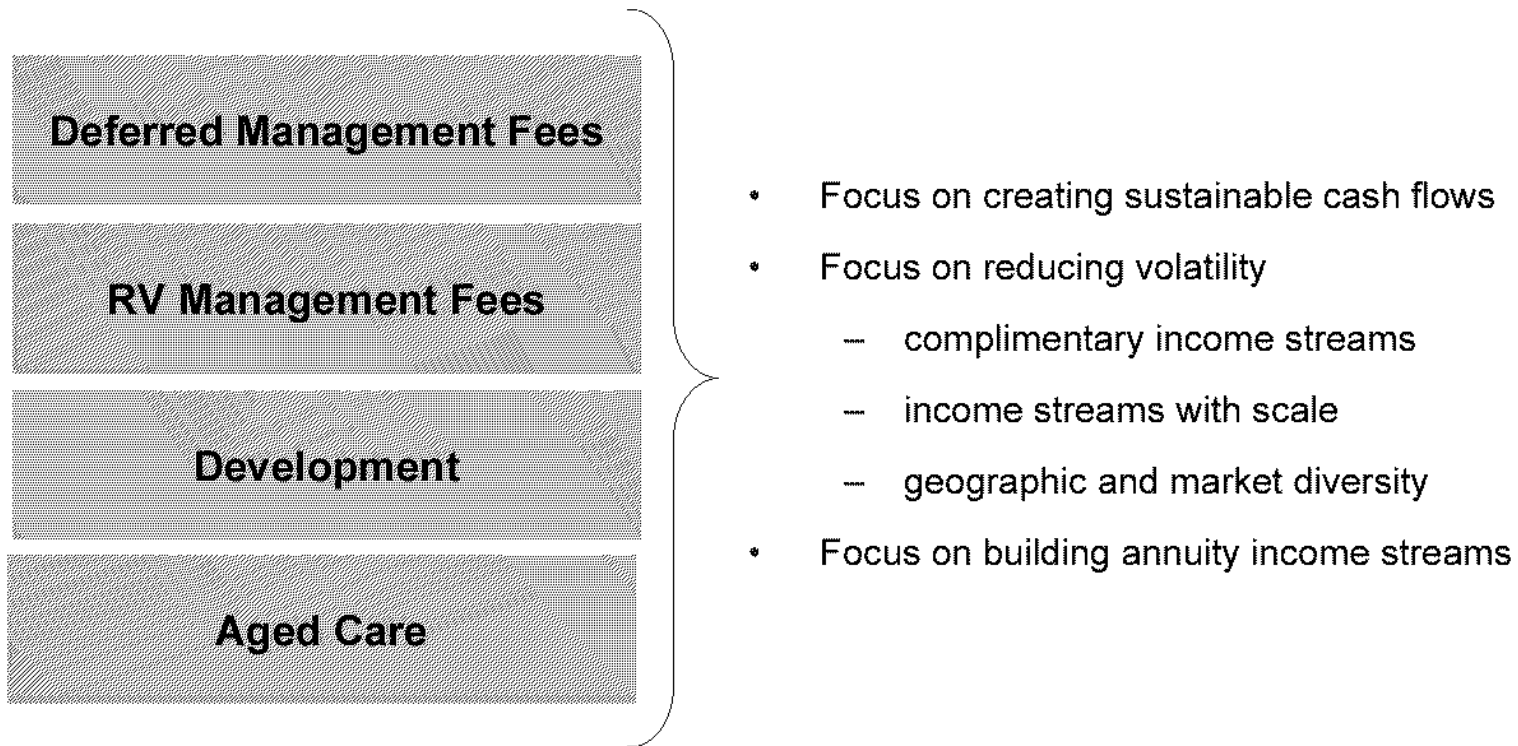 Deferred Management Fees
RV Management Fees
Development
Aged Care
• Focus on creating sustainable cash flows
• Focus on reducing volatility
– complimentary income streams
– income streams with scale
– geographic and market diversity
• Focus on building annuity income streams